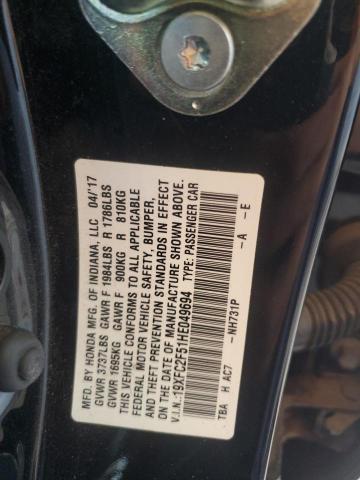 MFD. BY HONDA MFG. OF INDIANA, LLC 04/17
GVWR 3737LBS GAWR F 1984LBS R 1786LBS
GVWR 1695KG GAWR F 900KG R 810KG
THIS VEHICLE CONFORMS TO ALL APPLICABLE
FEDERAL MOTOR VEHICLE SAFETY, BUMPER,
AND THEFT PREVENTION STANDARDS IN EFFECT
ON THE DATE OF MANUFACTURE SHOWN ABOVE.
V.I.N.:19XFC2F51HE049694 TYPE: PASSENGER CAR
TBA H AC7 -NH731P -A -E